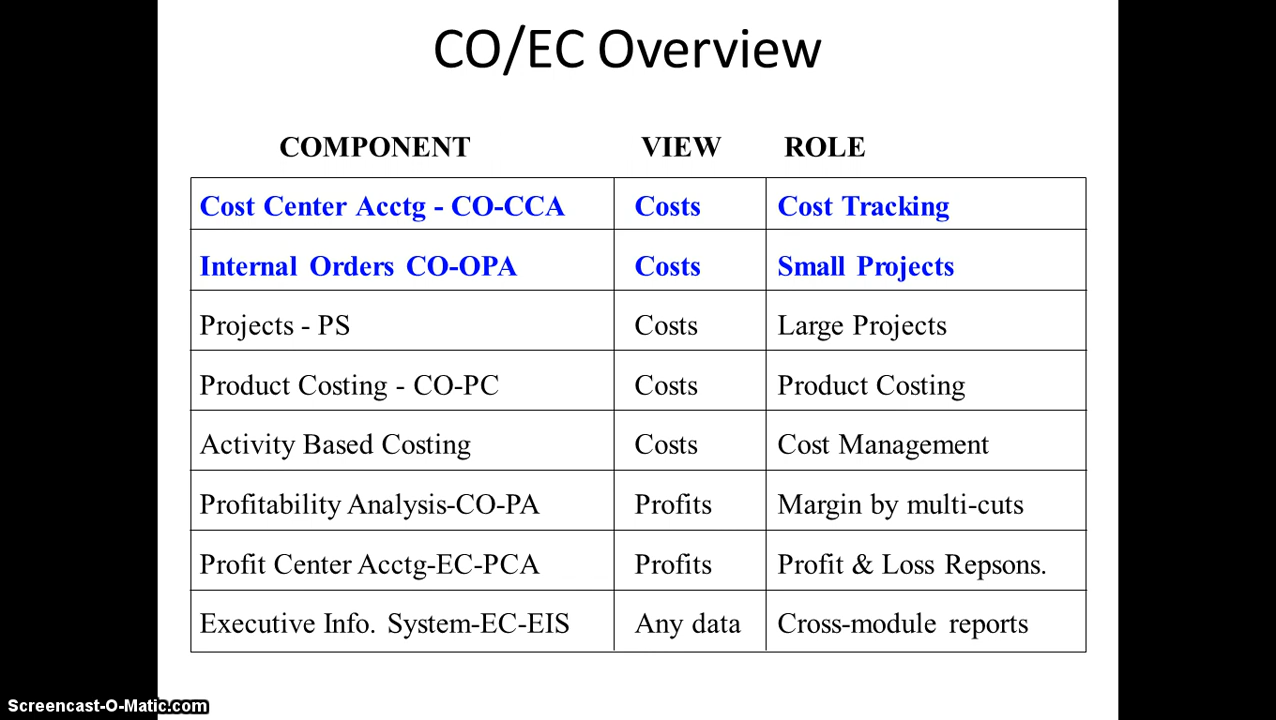 CO/EC Overview
COMPONENT VIEW ROLE
Cost Center Acctg - CO-CCA Costs Cost Tracking
Internal Orders CO-OPA Costs Small Projects
Projects - PS Costs Large Projects
Product Costing - CO-PC Costs Product Costing
Activity Based Costing Costs Cost Management
Profitability Analysis-CO-PA Profits Margin by multi-cuts
Profit Center Acctg-EC-PCA Profits Profit & Loss Repsons.
Executive Info. System-EC-EIS Any data Cross-module reports
Screencast-O-Matic.com